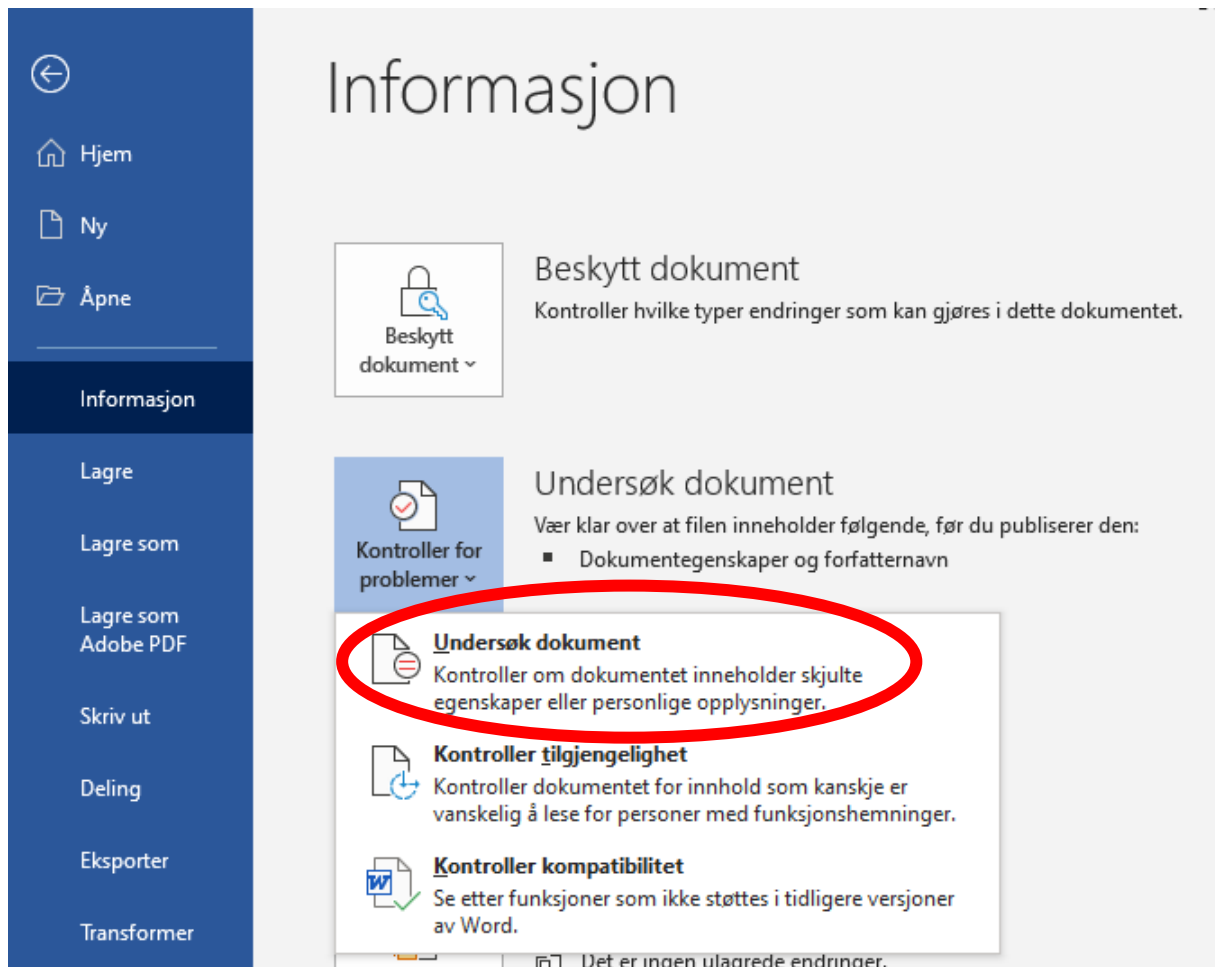 Informasjon
Hjem
Ny
Åpne
Informasjon
Lagre
Lagre som
Lagre som
Adobe PDF
Skriv ut
Deling
Eksporter
Transformer
Beskytt
dokument
Beskytt dokument
Kontroller hvilke typer endringer som kan gjøres i dette dokumentet.
Kontroller for
problemer
Undersøk dokument
Vær klar over at filen inneholder følgende, før du publiserer den:
▪ Dokumentegenskaper og forfatternavn
Undersøk dokument
Kontroller om dokumentet inneholder skjulte
egenskaper eller personlige opplysninger.
Kontroller tilgjengelighet
Kontroller dokumentet for innhold som kanskje er
vanskelig å lese for personer med funksjonshemninger.
Kontroller kompatibilitet
Se etter funksjoner som ikke støttes i tidligere versjoner
av Word.
Det er ingen ulagrede endringer.